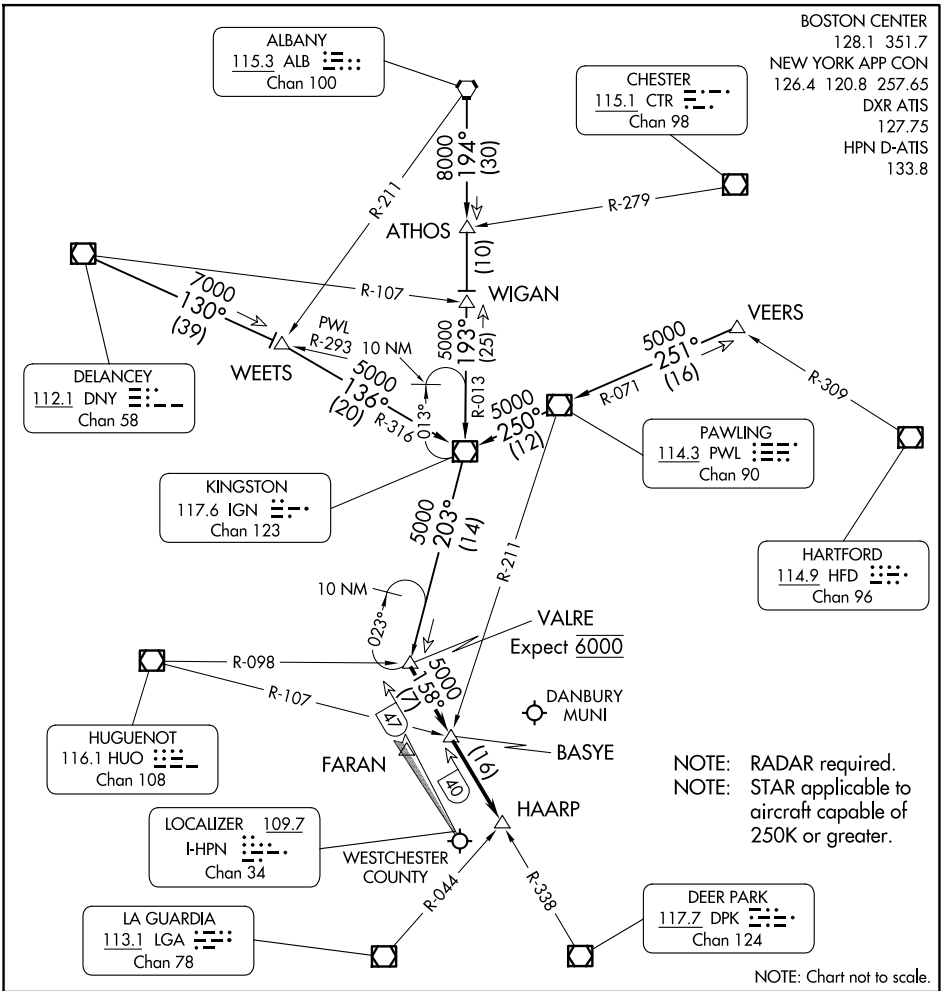 BOSTON CENTER
128.1 351.7
NEW YORK APP CON
126.4 120.8 257.65
DXR ATIS
127.75
HPN D-ATIS
133.8
ALBANY
115.3 ALB
Chan 100
CHESTER
115.1 CTR
Chan 98
8000
194°
(30)
R-211
R-279
ATHOS
(10)
R-107
WIGAN
7000
130°
(39)
DELANCEY
112.1 DNY
Chan 58
WEETS
PWL
R-293
10 NM
5000
136°
(20)
R-316
013°
5000
193°
(25)
R-013
VEERS
5000
251°
(16)
R-071
5000
250°
(12)
R-309
PAWLING
114.3 PWL
Chan 90
KINGSTON
117.6 IGN
Chan 123
5000
203°
(14)
R-211
HARTFORD
114.9 HFD
Chan 96
10 NM
023°
VALRE
Expect 6000
R-098
R-107
5000
158°
(7)
DANBURY
MUNI
HUGUENOT
116.1 HUO
Chan 108
47
FARAN
BASYE
(16)
40
HAARP
NOTE: RADAR required.
NOTE: STAR applicable to
aircraft capable of
250K or greater.
LOCALIZER 109.7
I-HPN
Chan 34
WESTCHESTER
COUNTY
R-044
R-338
LA GUARDIA
113.1 LGA
Chan 78
DEER PARK
117.7 DPK
Chan 124
NOTE: Chart not to scale.